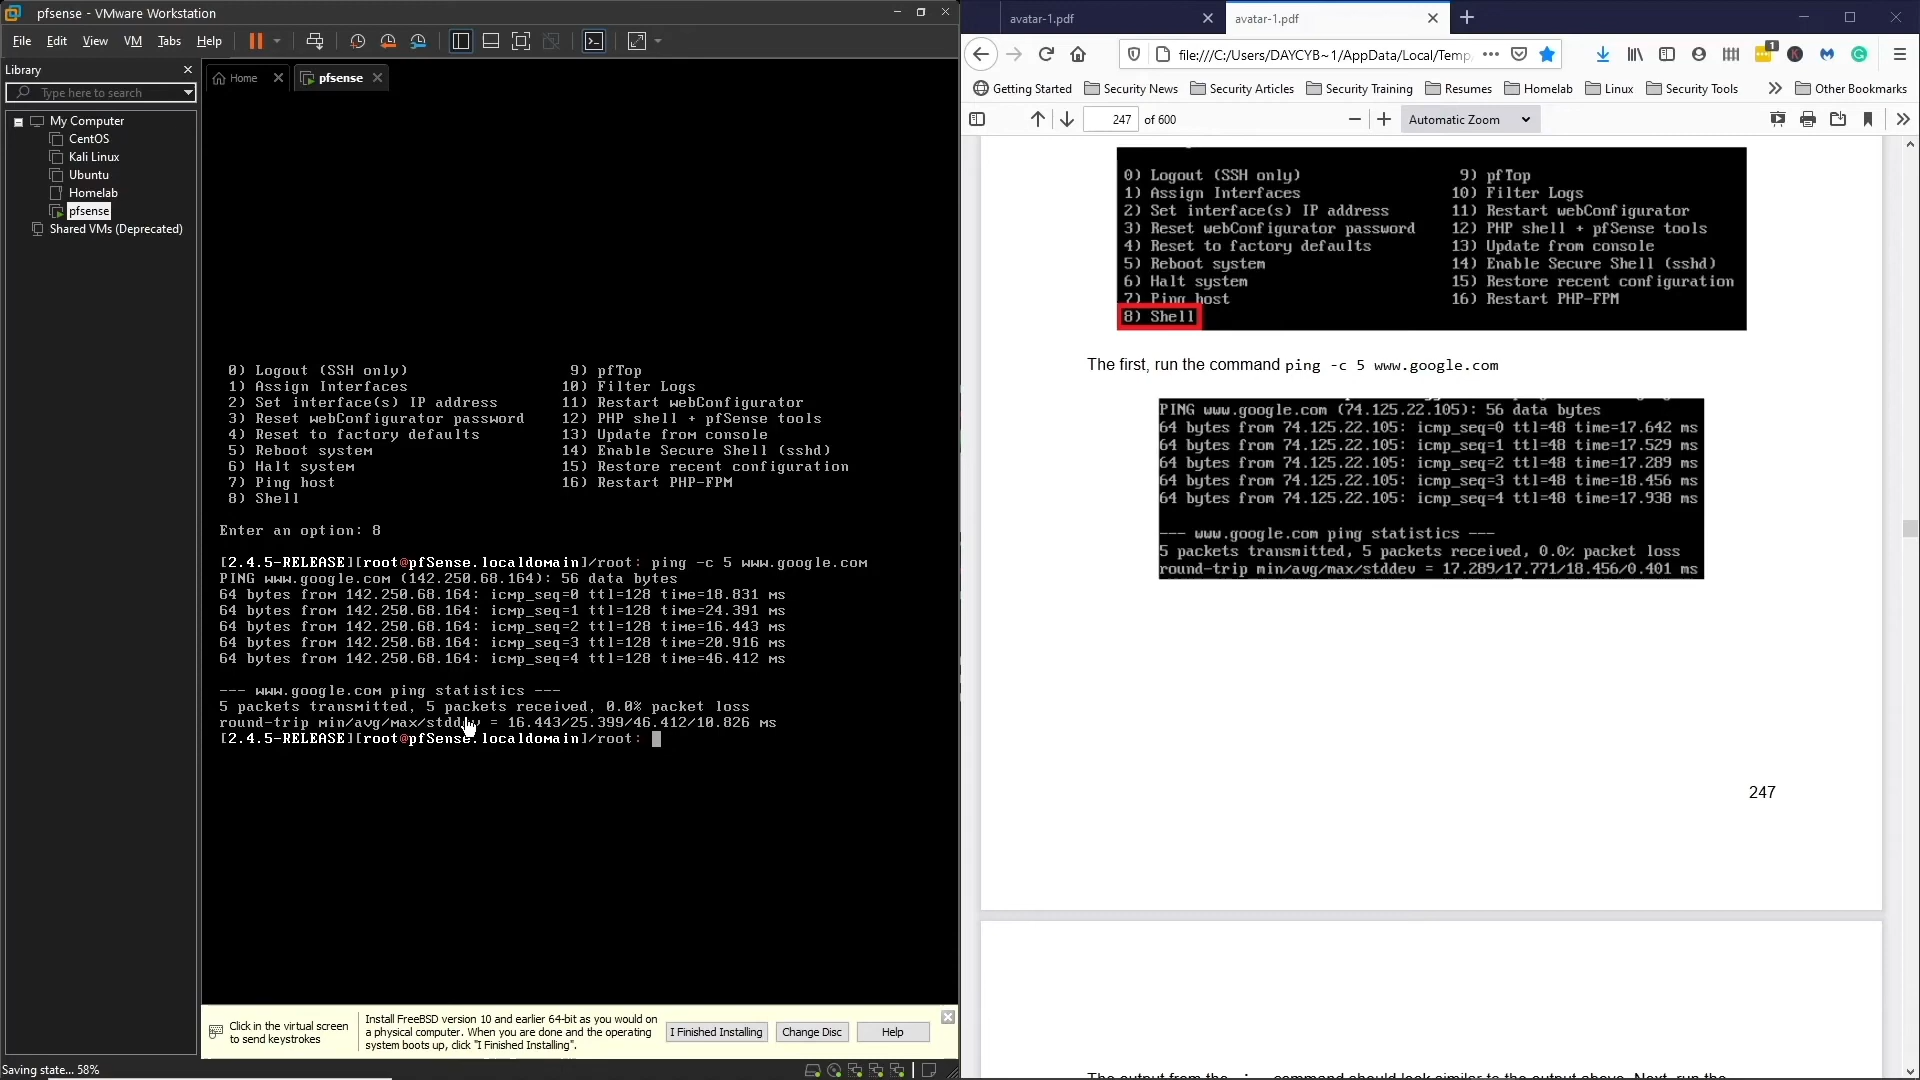 pfsense - VMware Workstation
File Edit View VM Tabs Help
Library
Type here to search
My Computer
CentOS
Kali Linux
Ubuntu
Homelab
pfsense
Shared VMs (Deprecated)
Home
pfsense
0) Logout (SSH only) 9) pfTop
1) Assign Interfaces 10) Filter Logs
2) Set interface(s) IP address 11) Restart webConfigurator
3) Reset webConfigurator password 12) PHP shell + pfSense tools
4) Reset to factory defaults 13) Update from console
5) Reboot system 14) Enable Secure Shell (sshd)
6) Halt system 15) Restore recent configuration
7) Ping host 16) Restart PHP-FPM
8) Shell
Enter an option: 8
[2.4.5-RELEASE][root@pfSense.localdomain]/root: ping -c 5 www.google.com
PING www.google.com (142.250.68.164): 56 data bytes
64 bytes from 142.250.68.164: icmp_seq=0 ttl=128 time=18.831 ms
64 bytes from 142.250.68.164: icmp_seq=1 ttl=128 time=24.391 ms
64 bytes from 142.250.68.164: icmp_seq=2 ttl=128 time=16.443 ms
64 bytes from 142.250.68.164: icmp_seq=3 ttl=128 time=20.916 ms
64 bytes from 142.250.68.164: icmp_seq=4 ttl=128 time=46.412 ms
--- www.google.com ping statistics ---
5 packets transmitted, 5 packets received, 0.0% packet loss
round-trip min/avg/max/stddev = 16.443/25.399/46.412/10.826 ms
[2.4.5-RELEASE][root@pfSense.localdomain]/root:
Click in the virtual screen
to send keystrokes
Install FreeBSD version 10 and earlier 64-bit as you would on
a physical computer. When you are done and the operating
system boots up, click "I Finished Installing".
I Finished Installing Change Disc Help
Saving state... 58%
avatar-1.pdf
avatar-1.pdf
file:///C:/Users/DAYCYB~1/AppData/Local/Temp
1
Getting Started Security News Security Articles Security Training Resumes Homelab Linux Security Tools Other Bookmarks
247 of 600 Automatic Zoom
0) Logout (SSH only) 9) pfTop
1) Assign Interfaces 10) Filter Logs
2) Set interface(s) IP address 11) Restart webConfigurator
3) Reset webConfigurator password 12) PHP shell + pfSense tools
4) Reset to factory defaults 13) Update from console
5) Reboot system 14) Enable Secure Shell (sshd)
6) Halt system 15) Restore recent configuration
7) Ping host 16) Restart PHP-FPM
8) Shell
The first, run the command ping -c 5 www.google.com
PING www.google.com (74.125.22.105): 56 data bytes
64 bytes from 74.125.22.105: icmp_seq=0 ttl=48 time=17.642 ms
64 bytes from 74.125.22.105: icmp_seq=1 ttl=48 time=17.529 ms
64 bytes from 74.125.22.105: icmp_seq=2 ttl=48 time=17.289 ms
64 bytes from 74.125.22.105: icmp_seq=3 ttl=48 time=18.456 ms
64 bytes from 74.125.22.105: icmp_seq=4 ttl=48 time=17.938 ms
--- www.google.com ping statistics ---
5 packets transmitted, 5 packets received, 0.0% packet loss
round-trip min/avg/max/stddev = 17.289/17.771/18.456/0.401 ms
247
The output from the command should look similar to the output above. Next, run the